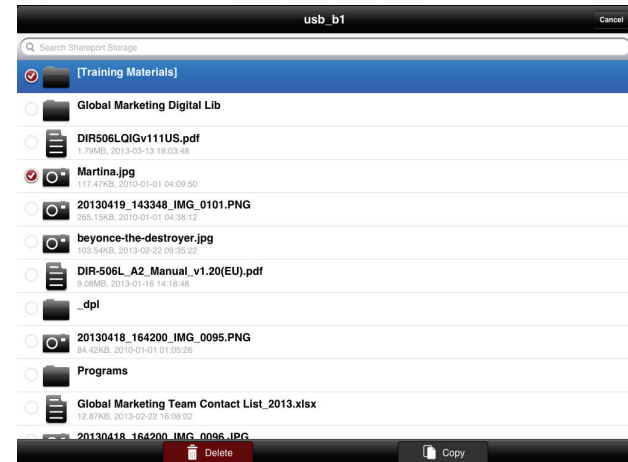 usb_b1
Cancel
Search Shareport Storage
[Training Materials]
Global Marketing Digital Lib
DIR506LQIGv111US.pdf
1.79MB, 2013-03-13 18:03:48
Martina.jpg
117.47KB, 2010-01-01 04:09:50
20130419_143348_IMG_0101.PNG
265.15KB, 2010-01-01 04:38:12
beyonce-the-destroyer.jpg
103.54KB, 2013-02-22 09:35:22
DIR-506L_A2_Manual_v1.20(EU).pdf
9.08MB, 2013-01-16 14:18:48
_dpl
20130418_164200_IMG_0095.PNG
84.42KB, 2010-01-01 01:05:26
Programs
Global Marketing Team Contact List_2013.xlsx
12.87KB, 2013-02-22 16:08:02
20130418_164200_IMG_0096.JPG
Delete
Copy